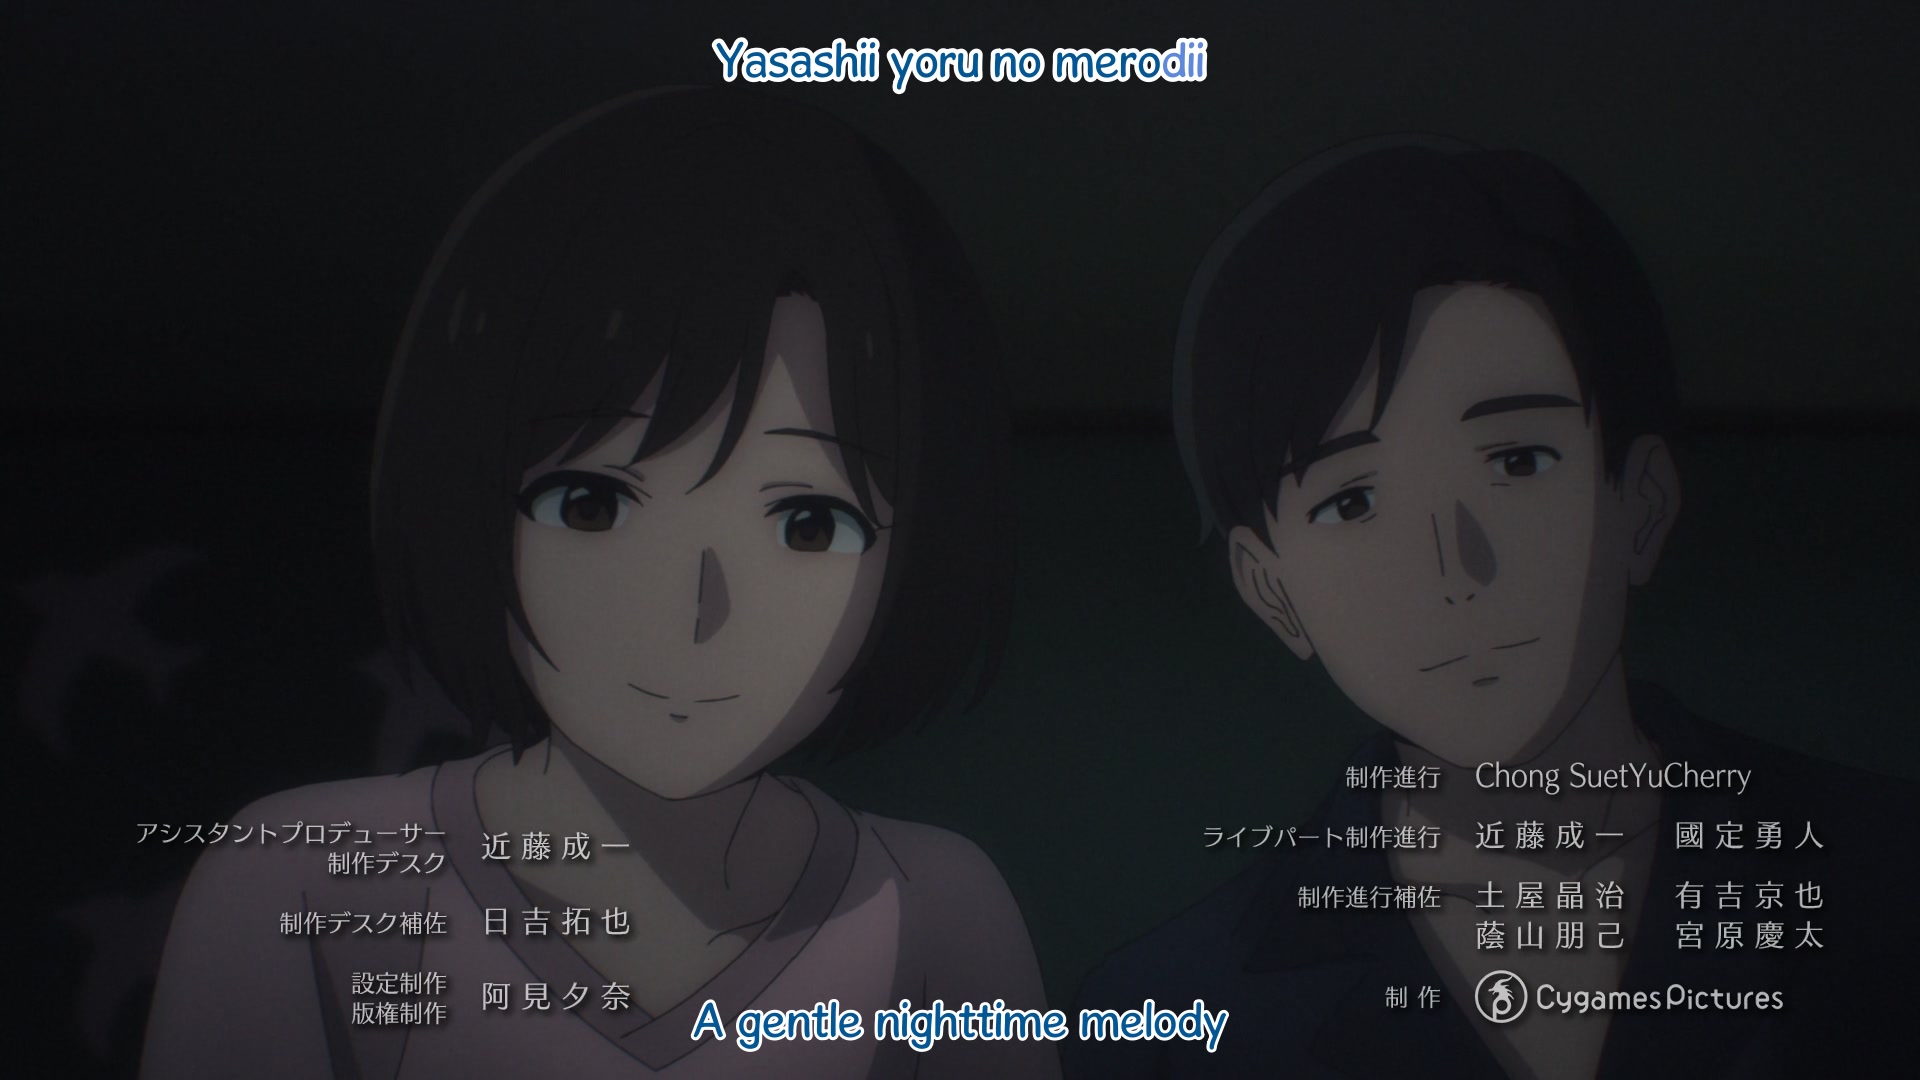 Yasashii yoru no merodii
アシスタントプロデューサー
制作デスク 近藤成一
制作デスク補佐 日吉拓也
設定制作
版権制作 阿見夕奈
制作進行 Chong SuetYuCherry
ライブパート制作進行 近藤成一 國定勇人
制作進行補佐 土屋晶治 有吉京也
蔭山朋己 宮原慶太
制作 CygamesPictures
A gentle nighttime melody